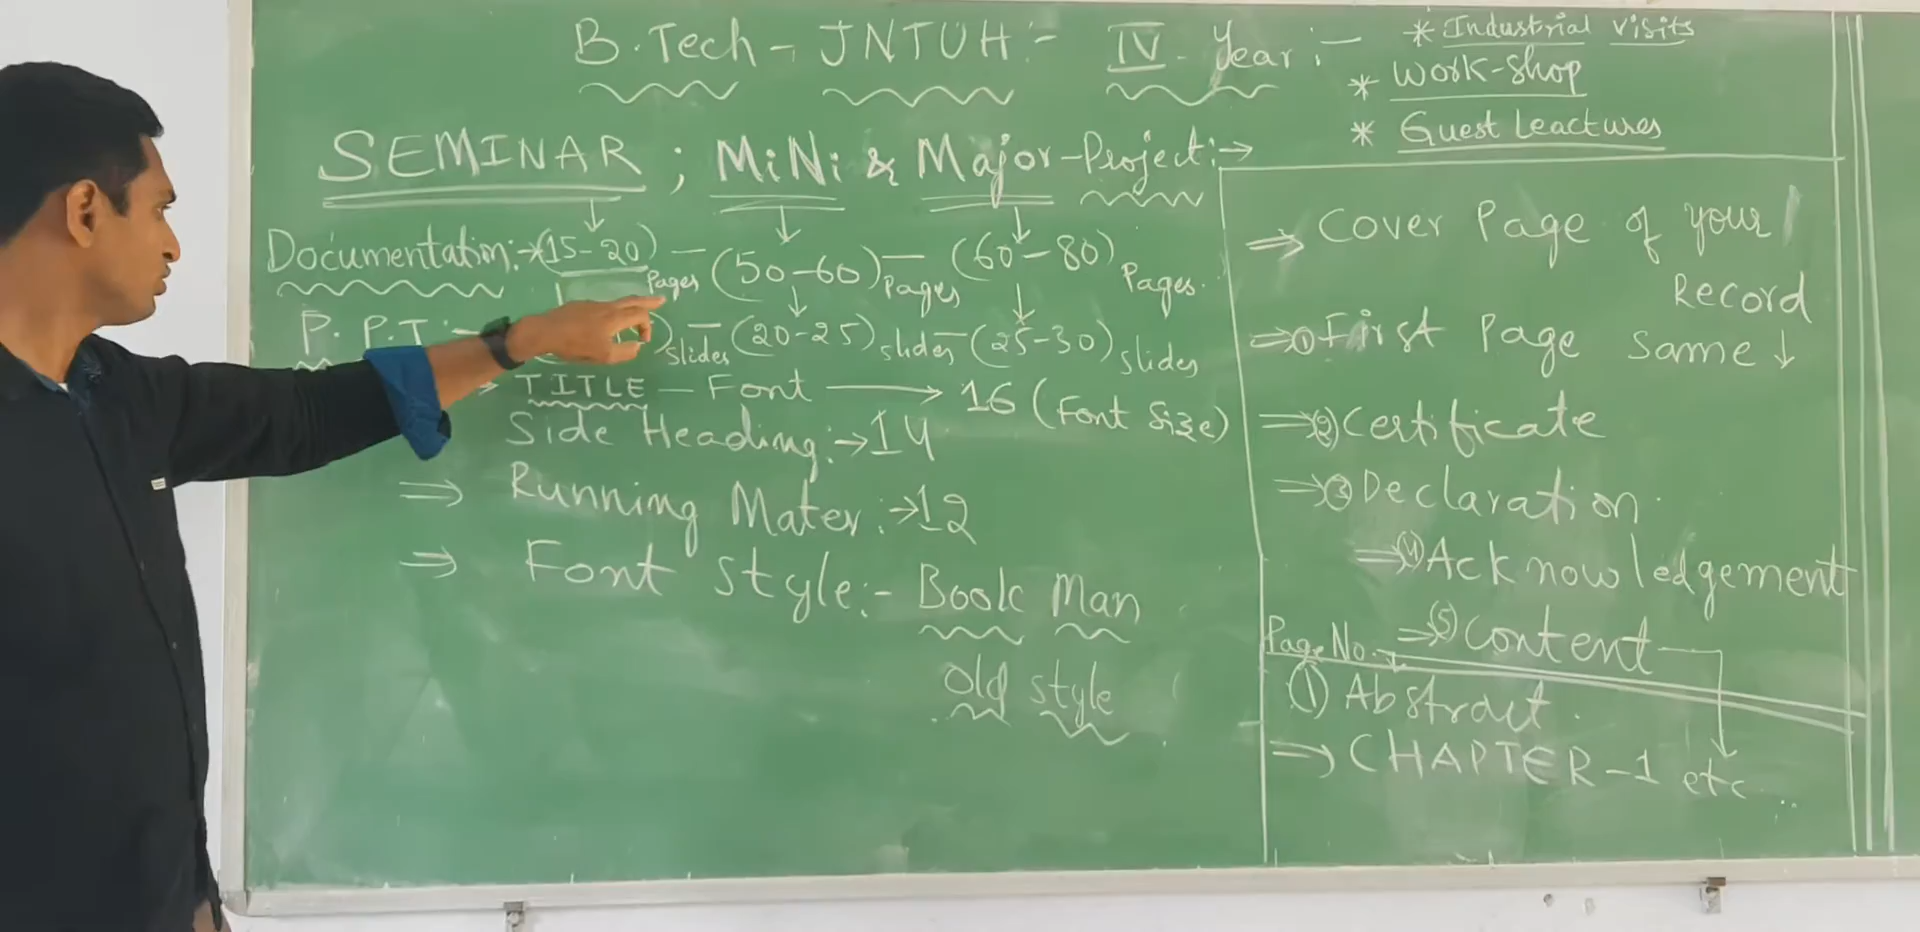 B.Tech - JNTUH:- IV - Year :-
* Industrial visits
* Work-shop
* Guest Leactures
SEMINAR ; MiNi & Major - Project :→
Documentation:→ (15-20) Pages - (50-60) Pages - (60-80) Pages.
P.P.T:- ) slides - (20-25) slides - (25-30) slides
→ TITLE - Font → 16 (Font Size)
Side Heading:→ 14
⇒ Running Mater:→ 12
⇒ Font Style:- Book Man
Old style
⇒ Cover Page of your
Record
⇒ ① First Page same ↓
⇒ ② Certificate
⇒ ③ Declaration.
⇒ ④ Acknowledgement
Page No. ⇒ ⑤ Content
① Abstract.
⇒ CHAPTER-1 etc...